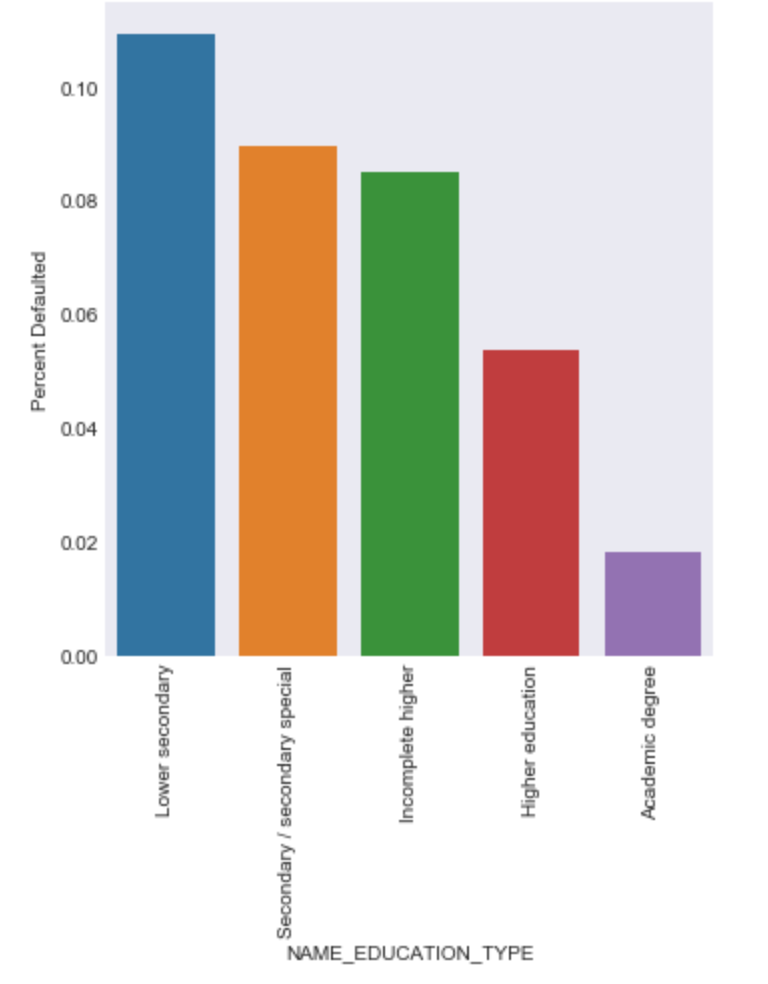 0.10
0.08
0.06
0.04
0.02
0.00
Percent Defaulted
Lower secondary
Secondary / secondary special
Incomplete higher
Higher education
Academic degree
NAME_EDUCATION_TYPE